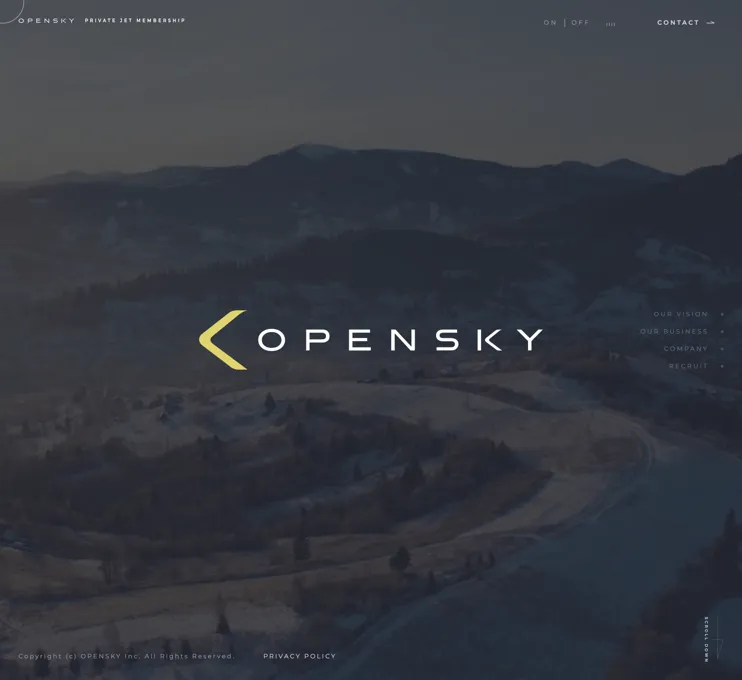 OPENSKY PRIVATE JET MEMBERSHIP
ON | OFF
CONTACT
OPENSKY
OUR VISION
OUR BUSINESS
COMPANY
RECRUIT
SCROLL DOWN
Copyright (c) OPENSKY Inc. All Rights Reserved.
PRIVACY POLICY